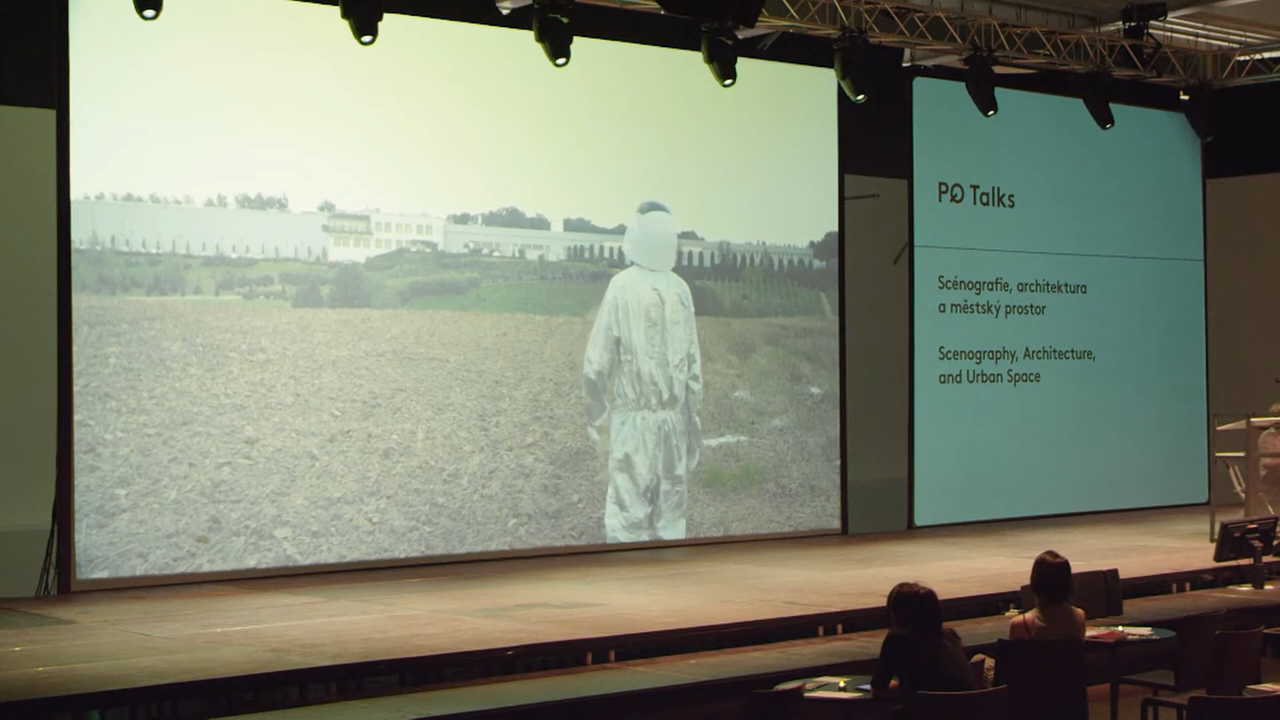 PQ Talks
Scénografie, architektura
a městský prostor
Scenography, Architecture,
and Urban Space